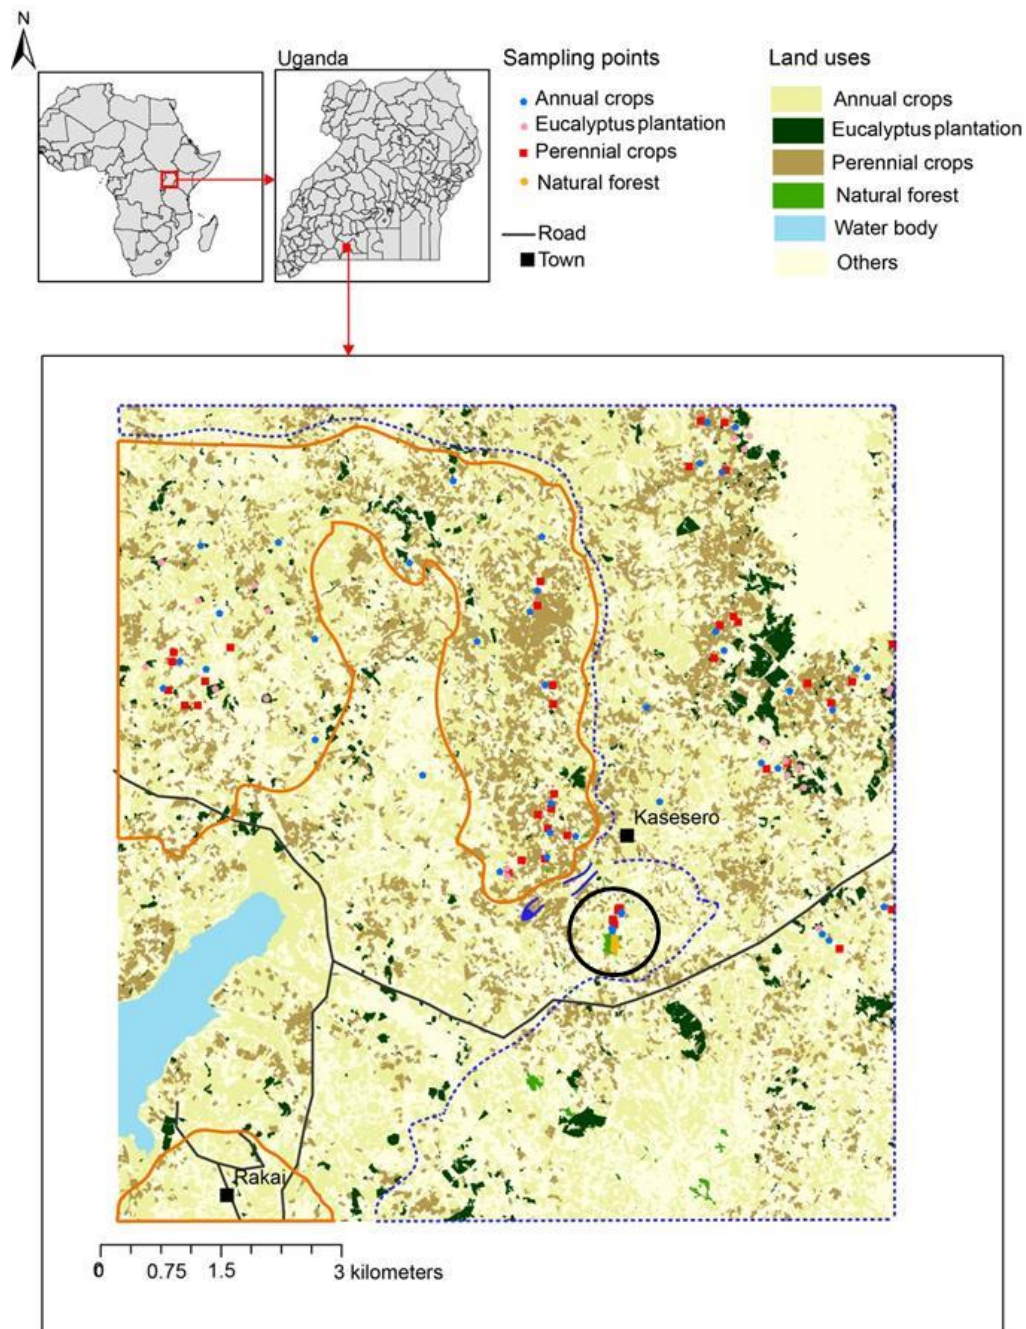 N
Uganda
Sampling points
Annual crops
Eucalyptus plantation
Perennial crops
Natural forest
Road
Town
Land uses
Annual crops
Eucalyptus plantation
Perennial crops
Natural forest
Water body
Others
Kasesero
Rakai
0 0.75 1.5 3 kilometers